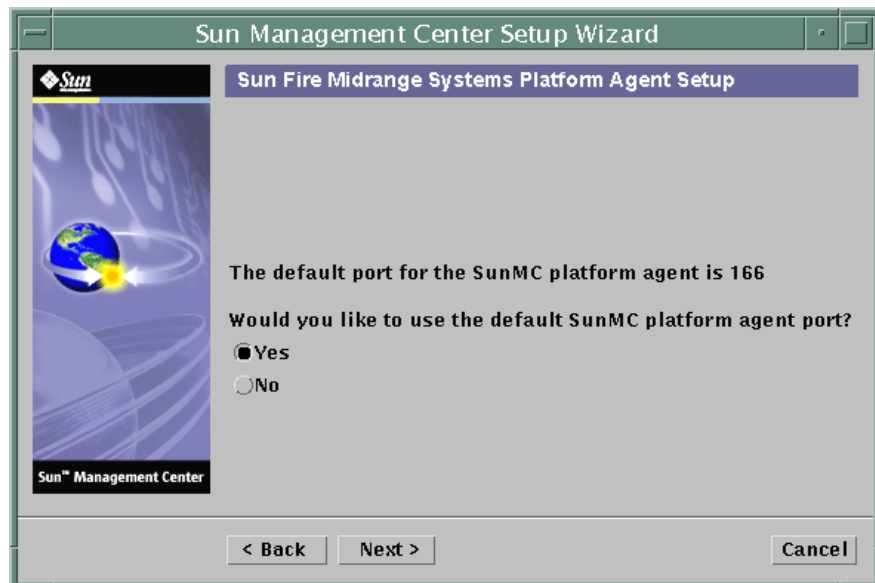 Sun Management Center Setup Wizard
Sun
Sun Fire Midrange Systems Platform Agent Setup
The default port for the SunMC platform agent is 166
Would you like to use the default SunMC platform agent port?
Yes
No
Sun™ Management Center
< Back
Next >
Cancel